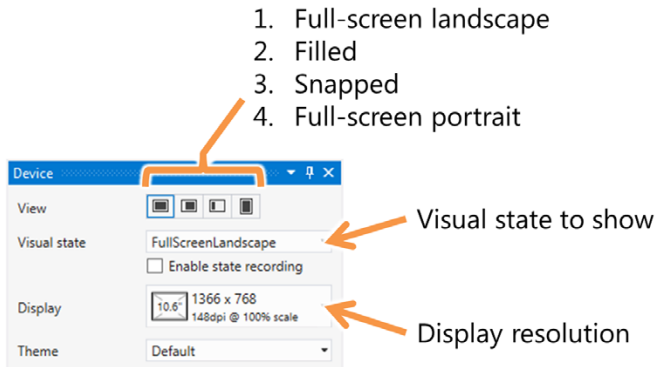 1. Full-screen landscape
2. Filled
3. Snapped
4. Full-screen portrait
Device
View
Visual state to show
Visual state FullScreenLandscape
Enable state recording
Display 10.6" 1366 x 768
148dpi @ 100% scale
Display resolution
Theme Default